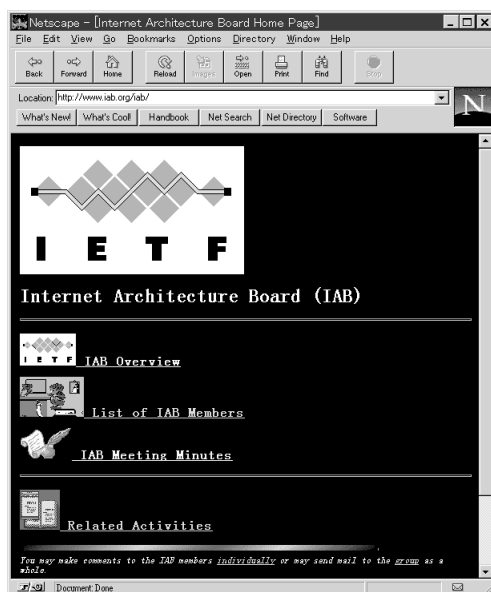 Netscape - [Internet Architecture Board Home Page]
File Edit View Go Bookmarks Options Directory Window Help
Back Forward Home Reload Images Open Print Find Stop
Location: http://www.iab.org/iab/
N
What's New! What's Cool! Handbook Net Search Net Directory Software
I E T F
Internet Architecture Board (IAB)
I E T F IAB Overview
List of IAB Members
IAB Meeting Minutes
Related Activities
You may make comments to the IAB members individually or may send mail to the group as a
whole.
Document: Done